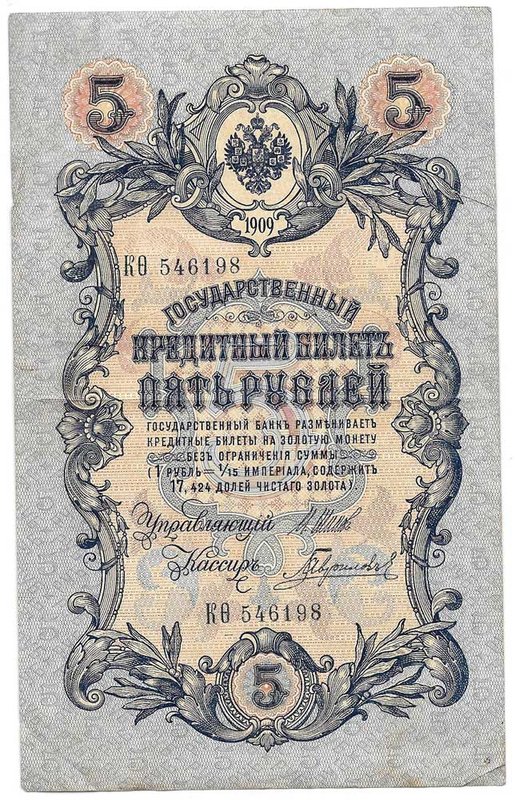 5 5
1909
КѲ 546198
ГОСУДАРСТВЕННЫЙ
КРЕДИТНЫЙ БИЛЕТЪ
ПЯТЬ РУБЛЕЙ
ГОСУДАРСТВЕННЫЙ БАНКЪ РАЗМѢНИВАЕТЪ
КРЕДИТНЫЕ БИЛЕТЫ НА ЗОЛОТУЮ МОНЕТУ
БЕЗЪ ОГРАНИЧЕНІЯ СУММЫ
(1 РУБЛЬ = 1/15 ИМПЕРІАЛА, СОДЕРЖИТЪ
17,424 ДОЛЕЙ ЧИСТАГО ЗОЛОТА).
Управляющій
Кассиръ
КѲ 546198
5